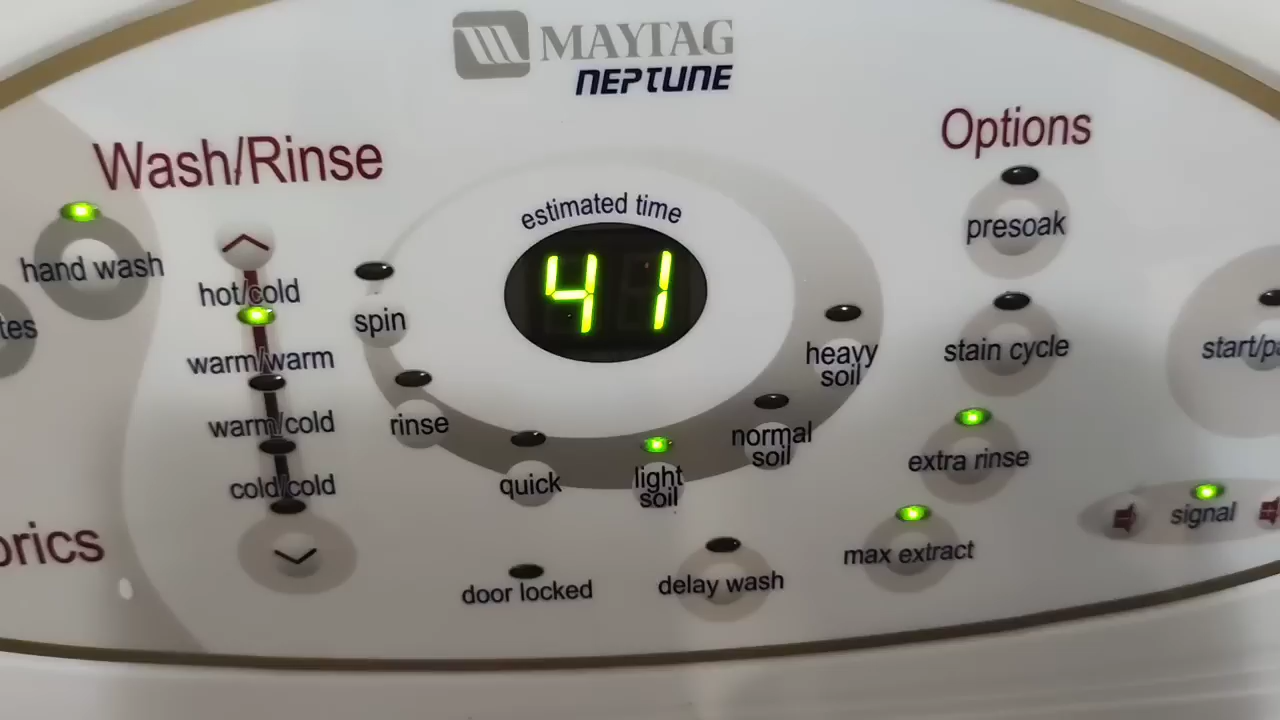 MAYTAG
NEPTUNE
Wash/Rinse
Options
estimated time
41
presoak
hand wash
hot/cold
spin
stain cycle
start/pa
tes
warm/warm
heavy
soil
warm/cold
rinse
normal
soil
extra rinse
cold/cold
quick
light
soil
signal
orics
max extract
door locked
delay wash